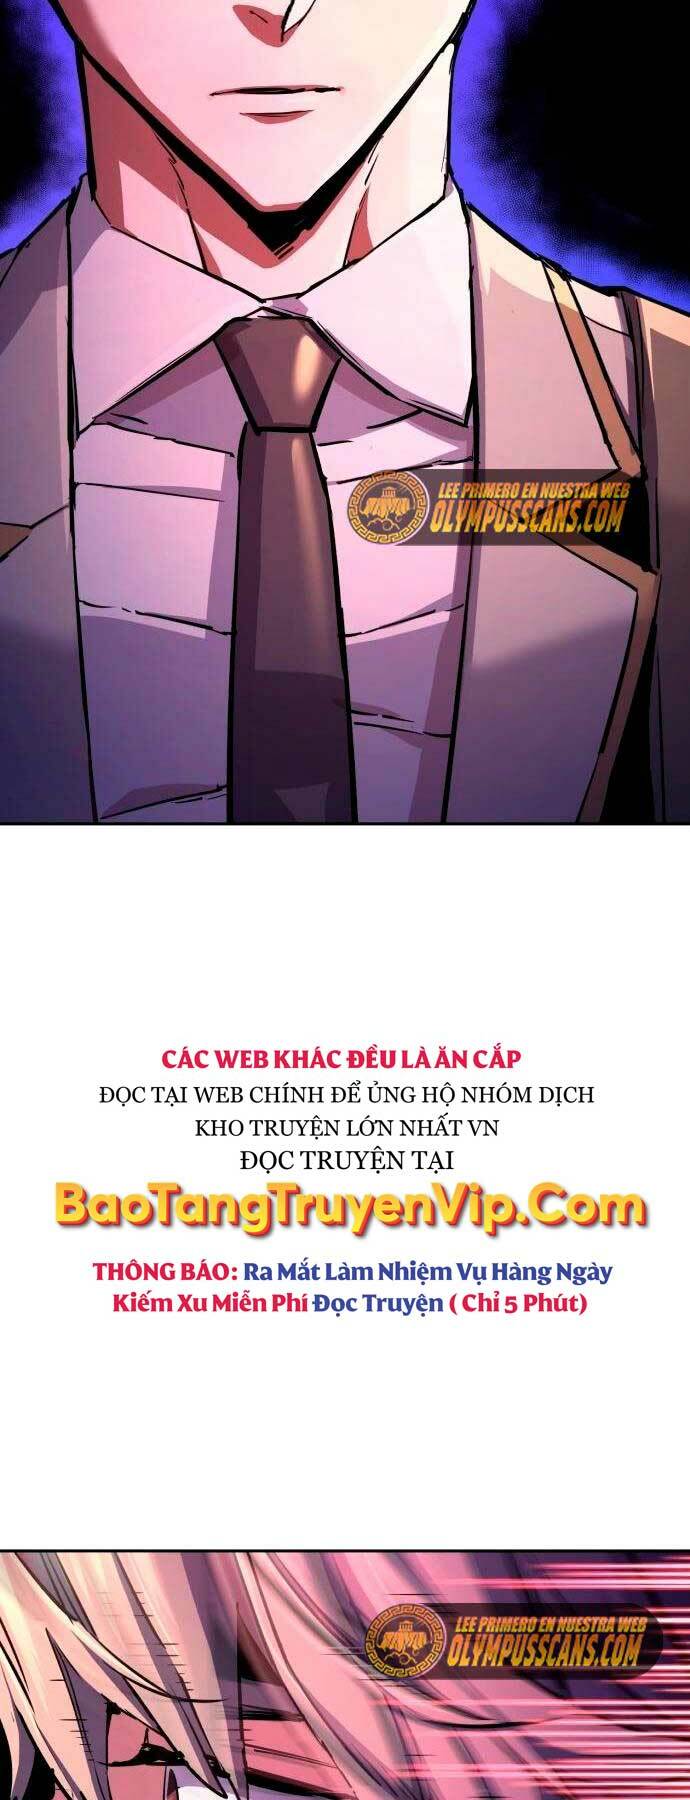 LEE PRIMERO EN NUESTRA WEB
OLYMPUSSCANS.COM
CÁC WEB KHÁC ĐỀU LÀ ĂN CẮP
ĐỌC TẠI WEB CHÍNH ĐỂ ỦNG HỘ NHÓM DỊCH
KHO TRUYỆN LỚN NHẤT VN
ĐỌC TRUYỆN TẠI
BaoTangTruyenVip.Com
THÔNG BÁO: Ra Mắt Làm Nhiệm Vụ Hàng Ngày
Kiếm Xu Miễn Phí Đọc Truyện ( Chỉ 5 Phút)
LEE PRIMERO EN NUESTRA WEB
OLYMPUSSCANS.COM